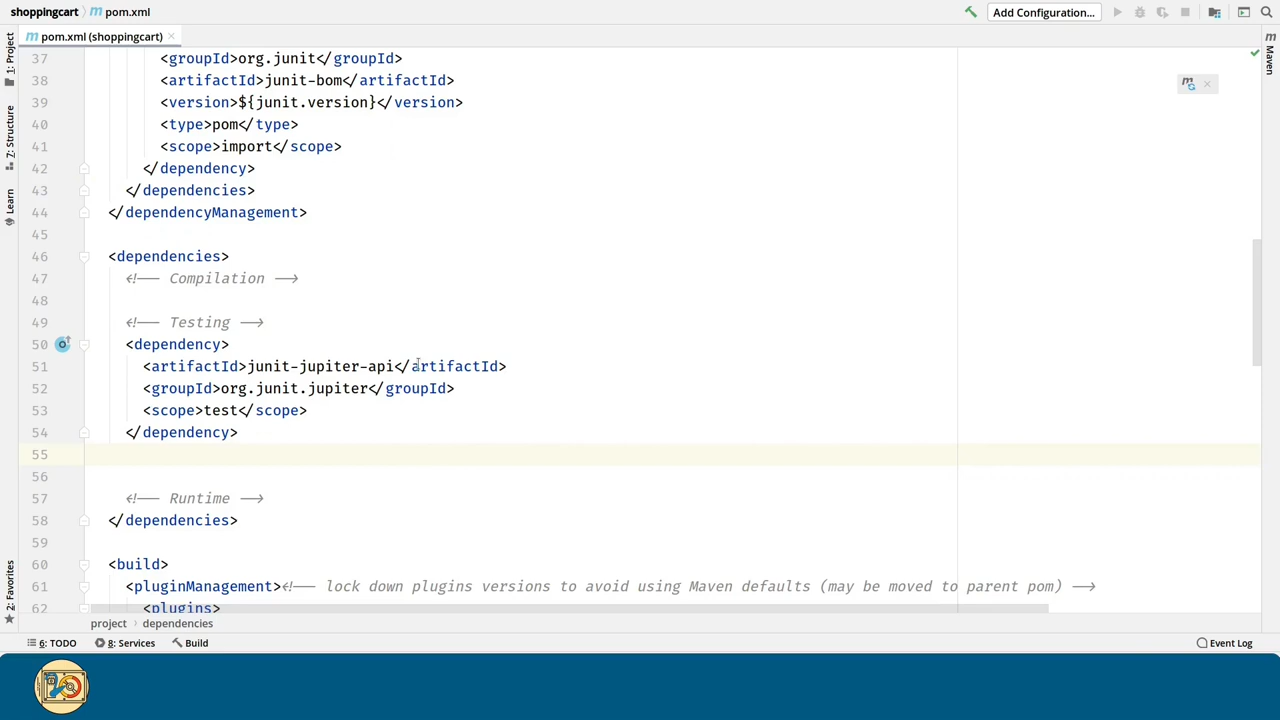 shoppingcart pom.xml
Add Configuration...
pom.xml (shoppingcart)
1: Project
7: Structure
Learn
2: Favorites
Maven
37 <groupId>org.junit</groupId>
38 <artifactId>junit-bom</artifactId>
39 <version>${junit.version}</version>
40 <type>pom</type>
41 <scope>import</scope>
42 </dependency>
43 </dependencies>
44 </dependencyManagement>
45
46 <dependencies>
47 <!-- Compilation -->
48
49 <!-- Testing -->
50 <dependency>
51 <artifactId>junit-jupiter-api</artifactId>
52 <groupId>org.junit.jupiter</groupId>
53 <scope>test</scope>
54 </dependency>
55
56
57 <!-- Runtime -->
58 </dependencies>
59
60 <build>
61 <pluginManagement><!-- lock down plugins versions to avoid using Maven defaults (may be moved to parent pom) -->
62 <plugins>
project › dependencies
6: TODO 8: Services Build Event Log